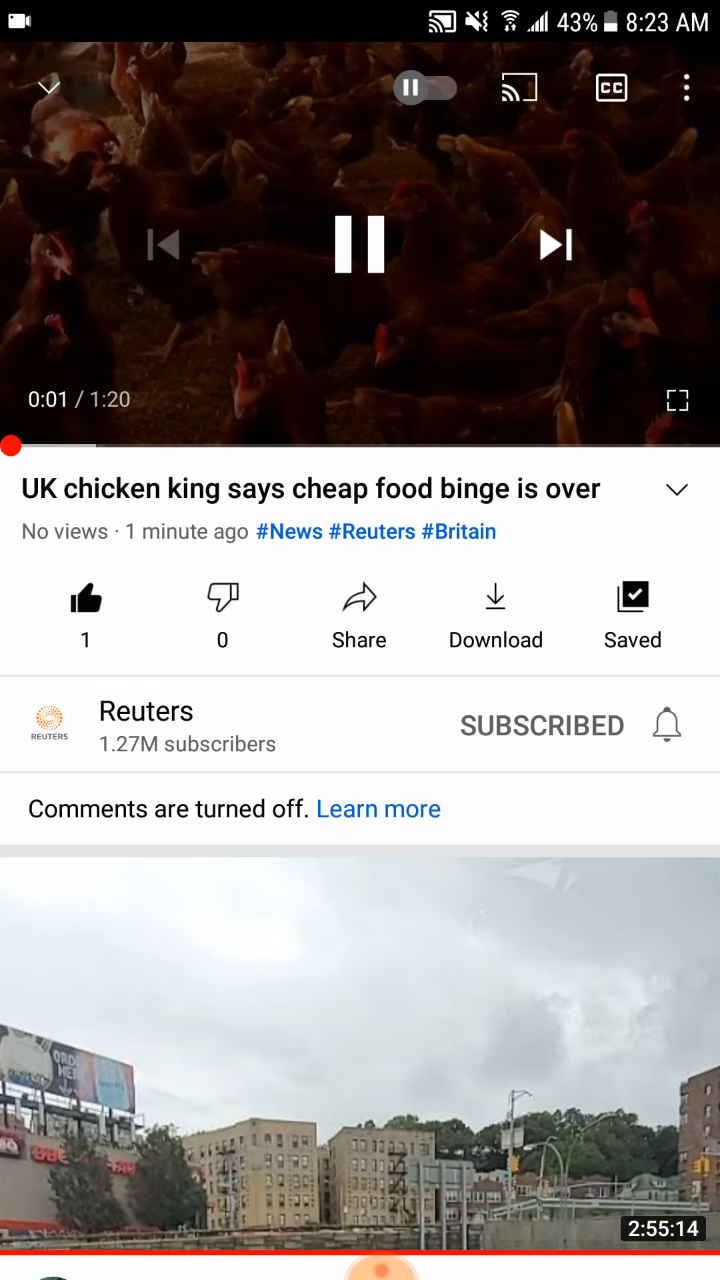 43% 8:23 AM
CC
0:01 / 1:20
UK chicken king says cheap food binge is over
No views · 1 minute ago #News #Reuters #Britain
1
0
Share
Download
Saved
REUTERS
Reuters
1.27M subscribers
SUBSCRIBED
Comments are turned off. Learn more
2:55:14